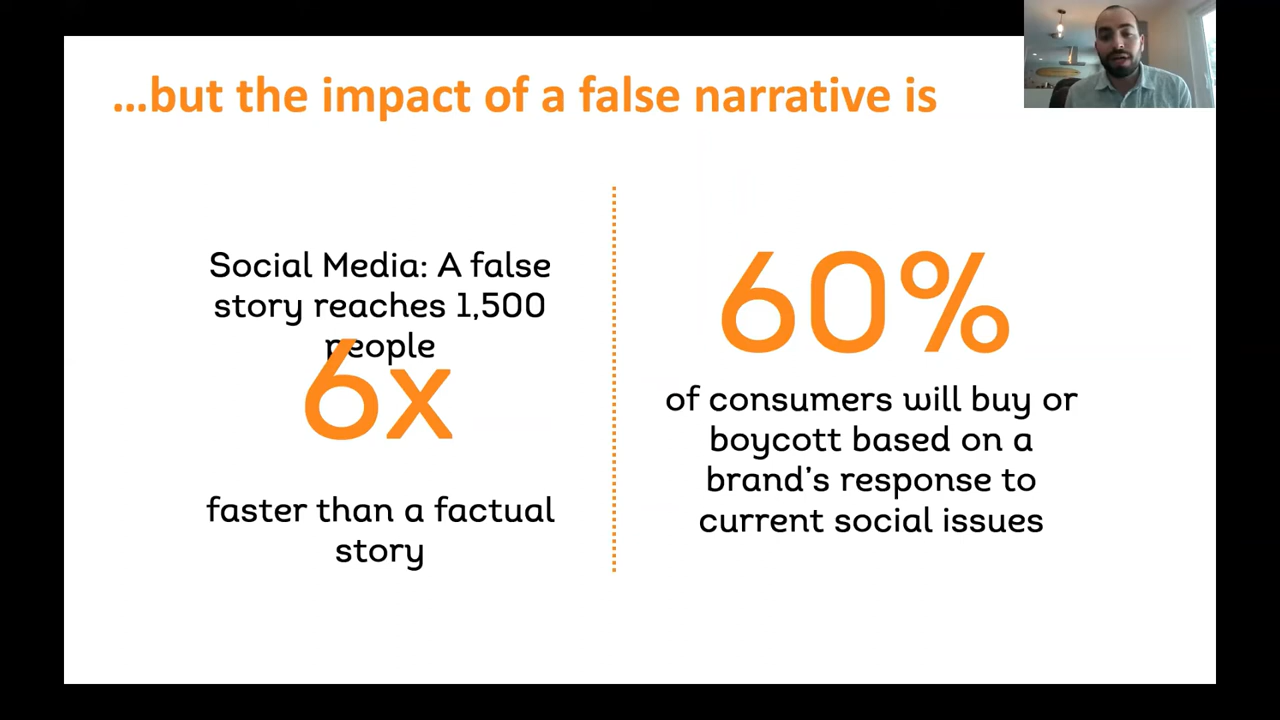 ...but the impact of a false narrative is
Social Media: A false
story reaches 1,500
people
6x
faster than a factual
story
60%
of consumers will buy or
boycott based on a
brand's response to
current social issues